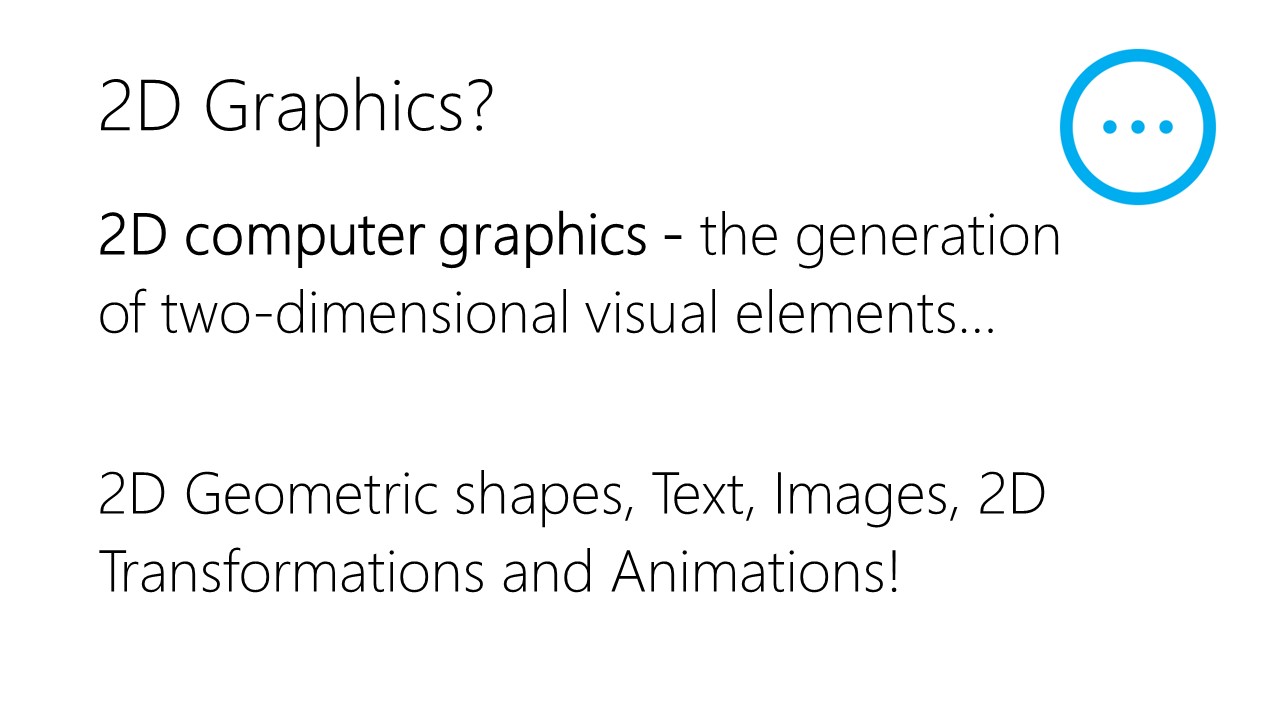 2D Graphics?
2D computer graphics - the generation
of two-dimensional visual elements...
2D Geometric shapes, Text, Images, 2D
Transformations and Animations!